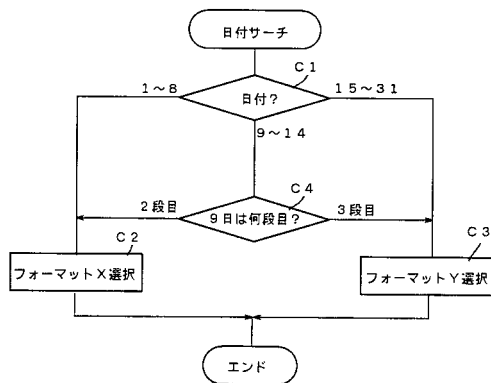 日付サーチ
C1
日付?
1~8
15~31
9~14
C4
9日は何段目?
2段目
3段目
C2
フォーマットX選択
C3
フォーマットY選択
エンド